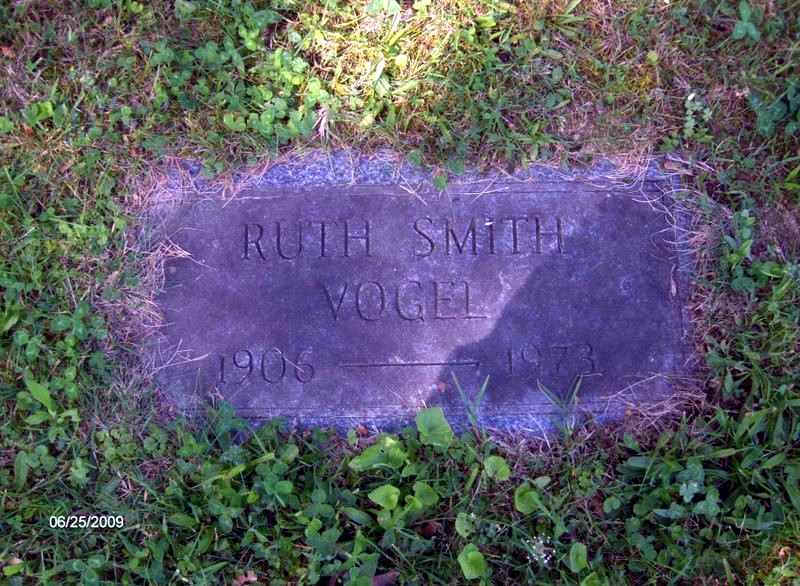 RUTH SMITH
VOGEL
1906 — 1973
06/25/2009